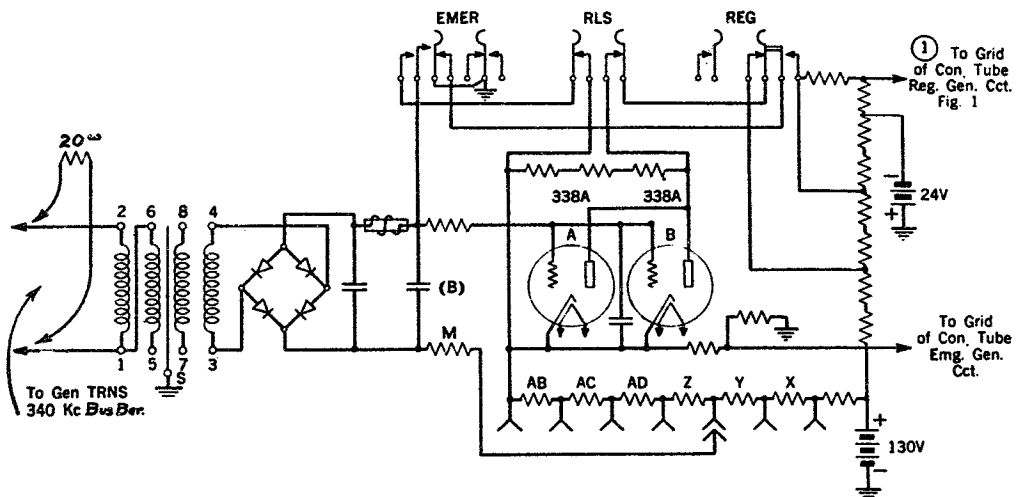 EMER
RLS
REG
1 To Grid
of Con. Tube
Reg. Gen. Cct.
Fig. 1
20ω
2 6 8 4
338A 338A
24V
A B
(B)
M
1 5 7 3
S
To Grid
of Con. Tube
Emg. Gen.
Cct.
To Gen TRNS
340 Kc Bus Bar.
AB AC AD Z Y X
130V